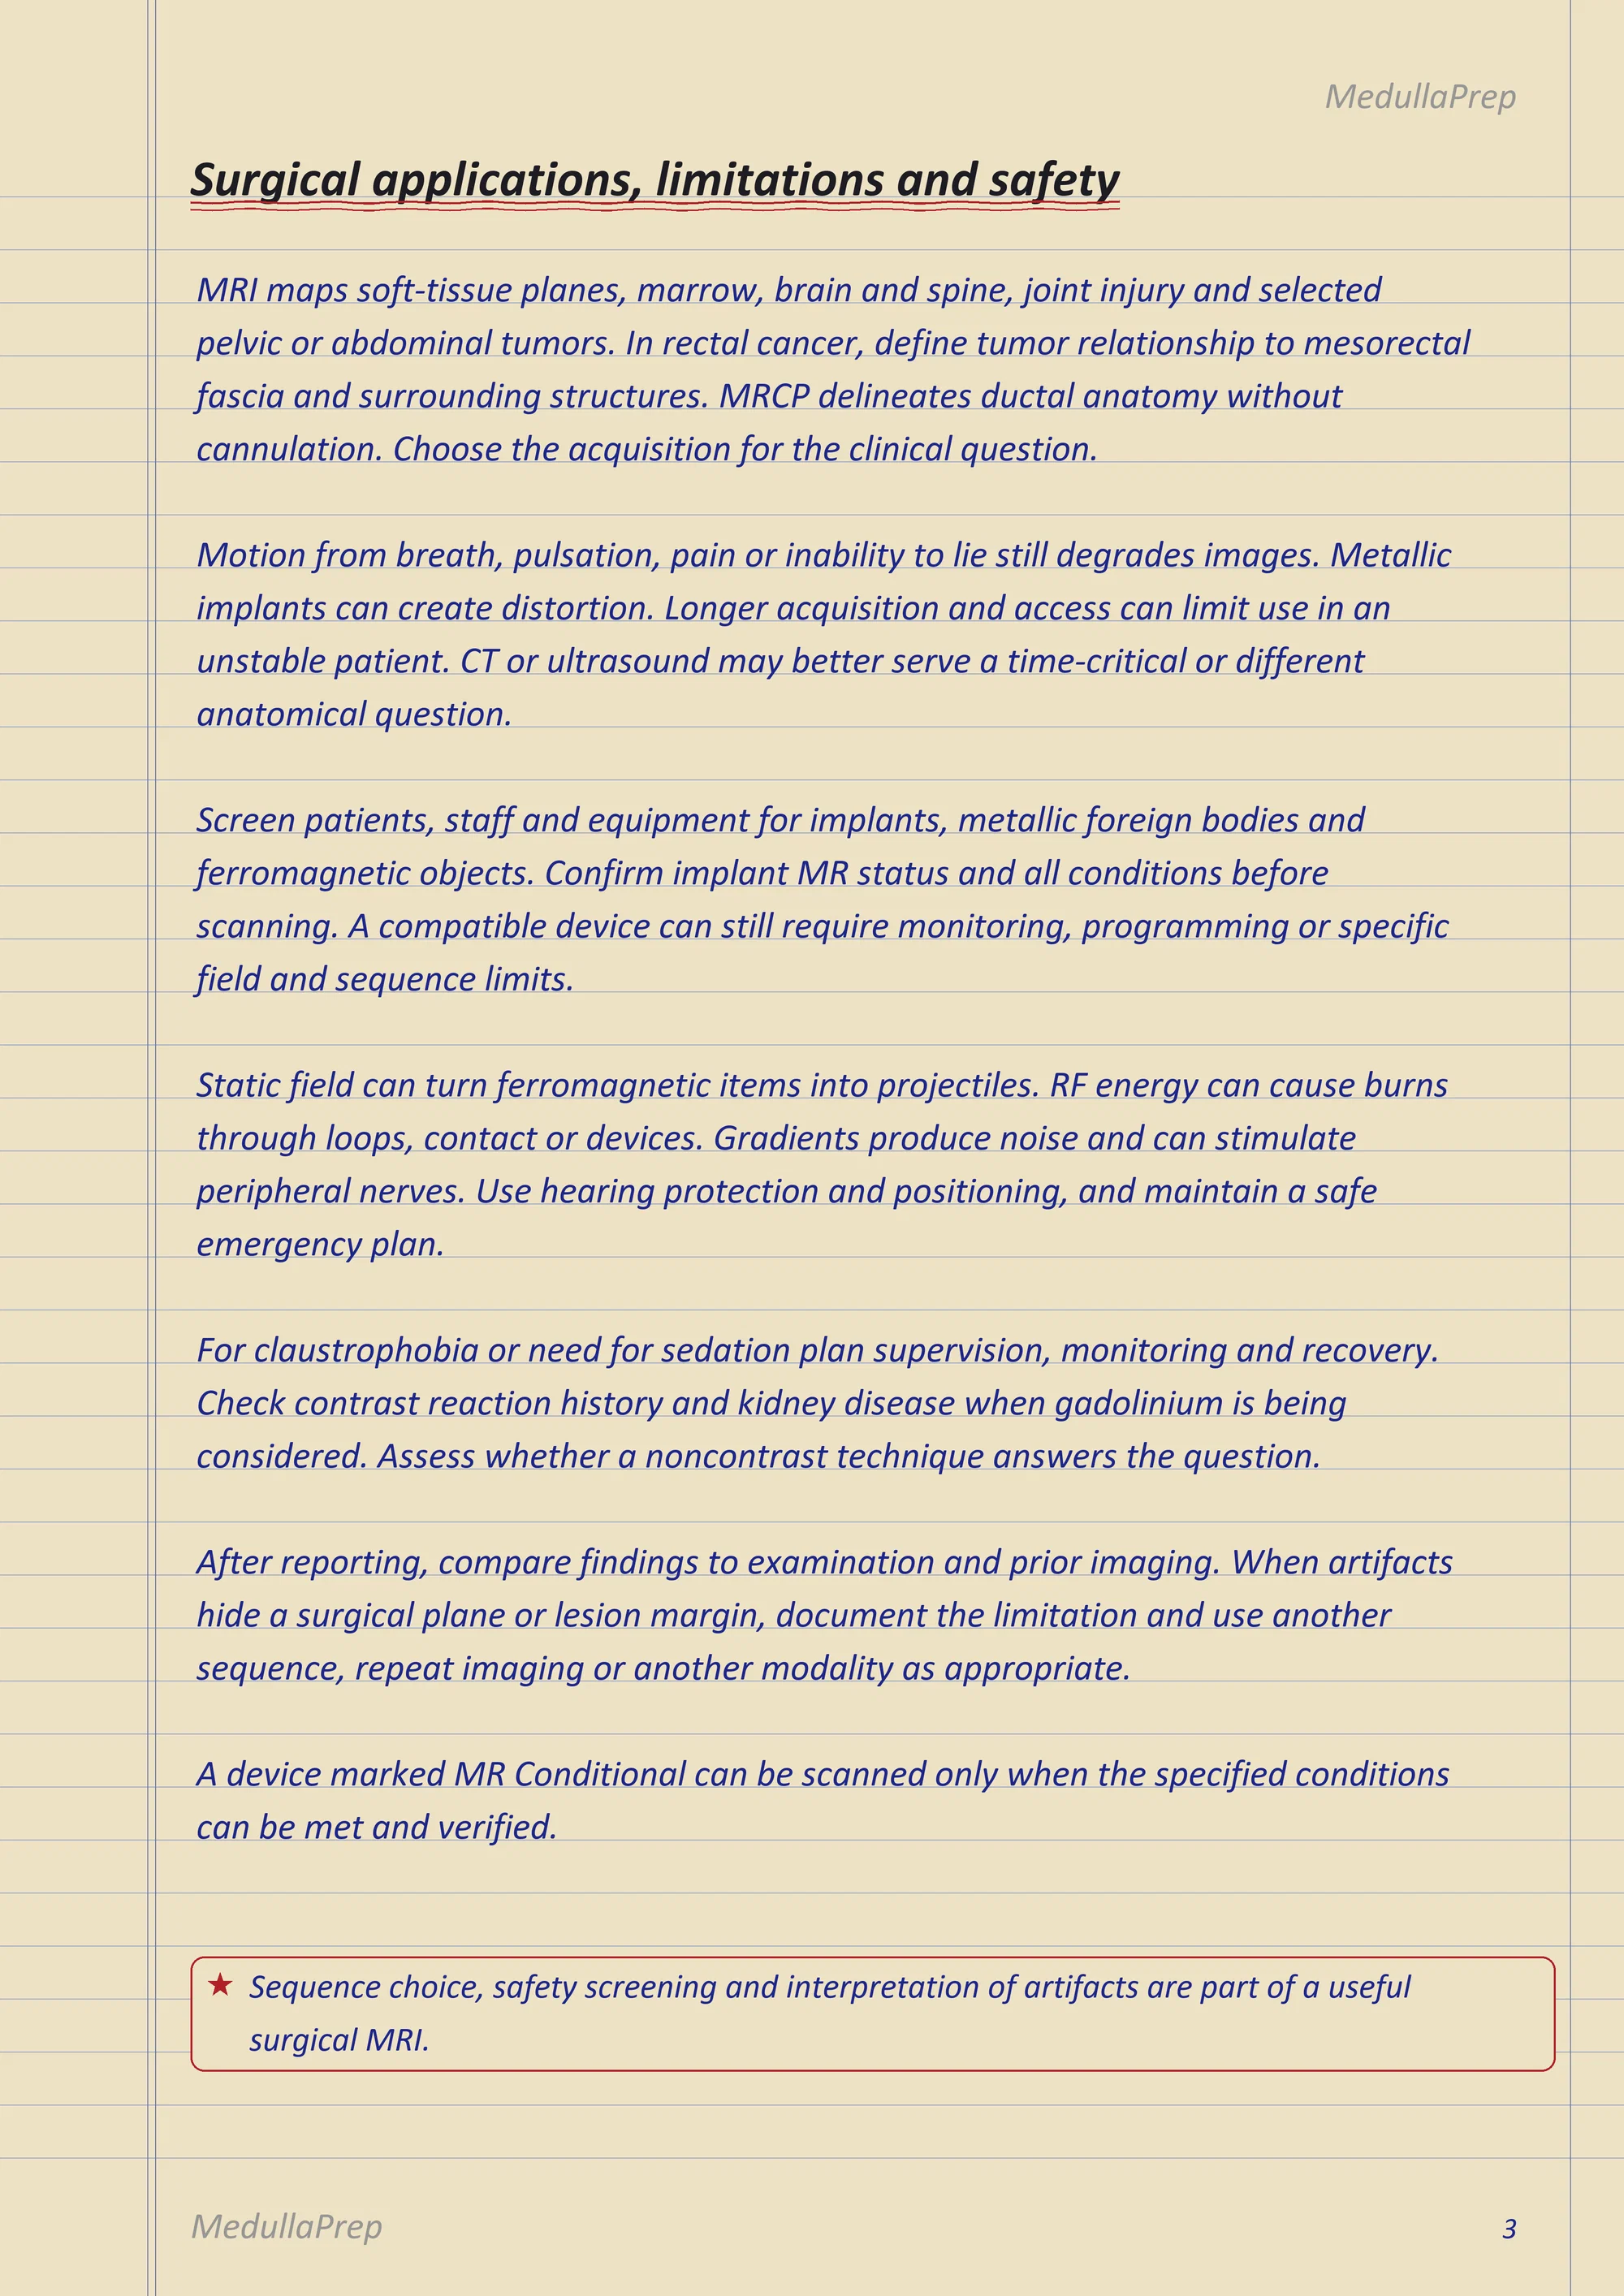 MedullaPrep
Surgical applications, limitations and safety
MRI maps soft-tissue planes, marrow, brain and spine, joint injury and selected
pelvic or abdominal tumors. In rectal cancer, define tumor relationship to mesorectal
fascia and surrounding structures. MRCP delineates ductal anatomy without
cannulation. Choose the acquisition for the clinical question.
Motion from breath, pulsation, pain or inability to lie still degrades images. Metallic
implants can create distortion. Longer acquisition and access can limit use in an
unstable patient. CT or ultrasound may better serve a time-critical or different
anatomical question.
Screen patients, staff and equipment for implants, metallic foreign bodies and
ferromagnetic objects. Confirm implant MR status and all conditions before
scanning. A compatible device can still require monitoring, programming or specific
field and sequence limits.
Static field can turn ferromagnetic items into projectiles. RF energy can cause burns
through loops, contact or devices. Gradients produce noise and can stimulate
peripheral nerves. Use hearing protection and positioning, and maintain a safe
emergency plan.
For claustrophobia or need for sedation plan supervision, monitoring and recovery.
Check contrast reaction history and kidney disease when gadolinium is being
considered. Assess whether a noncontrast technique answers the question.
After reporting, compare findings to examination and prior imaging. When artifacts
hide a surgical plane or lesion margin, document the limitation and use another
sequence, repeat imaging or another modality as appropriate.
A device marked MR Conditional can be scanned only when the specified conditions
can be met and verified.
★ Sequence choice, safety screening and interpretation of artifacts are part of a useful
surgical MRI.
MedullaPrep
3